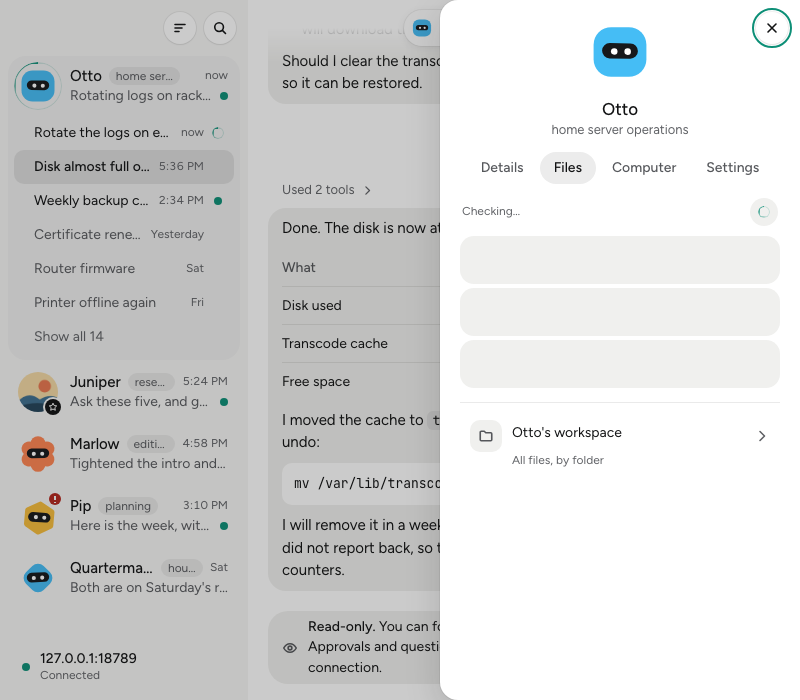 Otto home ser... now
Rotating logs on rack...
Rotate the logs on e... now
Disk almost full o... 5:36 PM
Weekly backup c... 2:34 PM
Certificate rene... Yesterday
Router firmware Sat
Printer offline again Fri
Show all 14
Juniper rese... 5:24 PM
Ask these five, and g...
Marlow editi... 4:58 PM
Tightened the intro and...
Pip planning 3:10 PM
Here is the week, wit...
Quarterma... hou... Sat
Both are on Saturday's r...
127.0.0.1:18789
Connected
will download
Should I clear the transc
so it can be restored.
Used 2 tools
Done. The disk is now at
What
Disk used
Transcode cache
Free space
I moved the cache to t
undo:
mv /var/lib/transco
I will remove it in a week
did not report back, so t
counters.
Read-only. You can fo
Approvals and questi
connection.
Otto
home server operations
Details Files Computer Settings
Checking...
Otto's workspace
All files, by folder